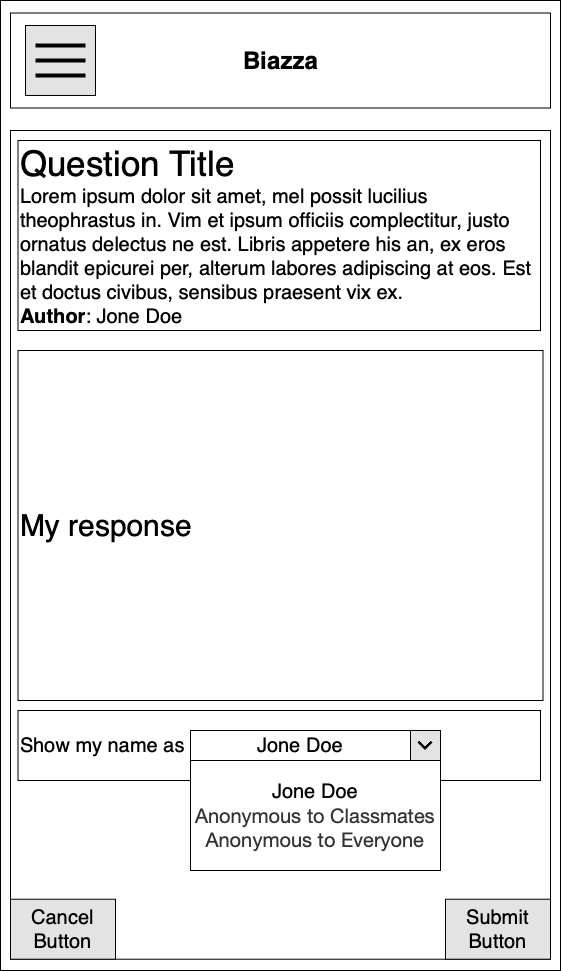 Biazza
Question Title
Lorem ipsum dolor sit amet, mel possit lucilius
theophrastus in. Vim et ipsum officiis complectitur, justo
ornatus delectus ne est. Libris appetere his an, ex eros
blandit epicurei per, alterum labores adipiscing at eos. Est
et doctus civibus, sensibus praesent vix ex.
Author: Jone Doe
My response
Show my name as Jone Doe
Jone Doe
Anonymous to Classmates
Anonymous to Everyone
Cancel
Button
Submit
Button